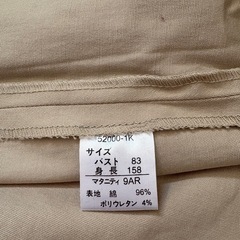 52000-1K
サイズ
バスト 83
身長 158
マタニティ 9AR
表地 綿 96%
ポリウレタン 4%